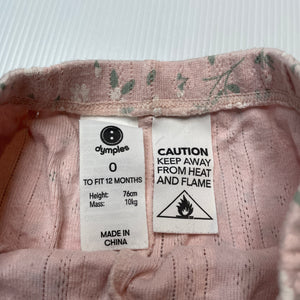 dymples
0
TO FIT 12 MONTHS
Height: 76cm
Mass: 10kg
MADE IN
CHINA
CAUTION
KEEP AWAY
FROM HEAT
AND FLAME